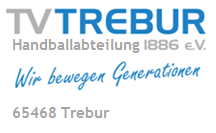 TV TREBUR
Handballabteilung 1886 e.V.
Wir bewegen Generationen
65468 Trebur